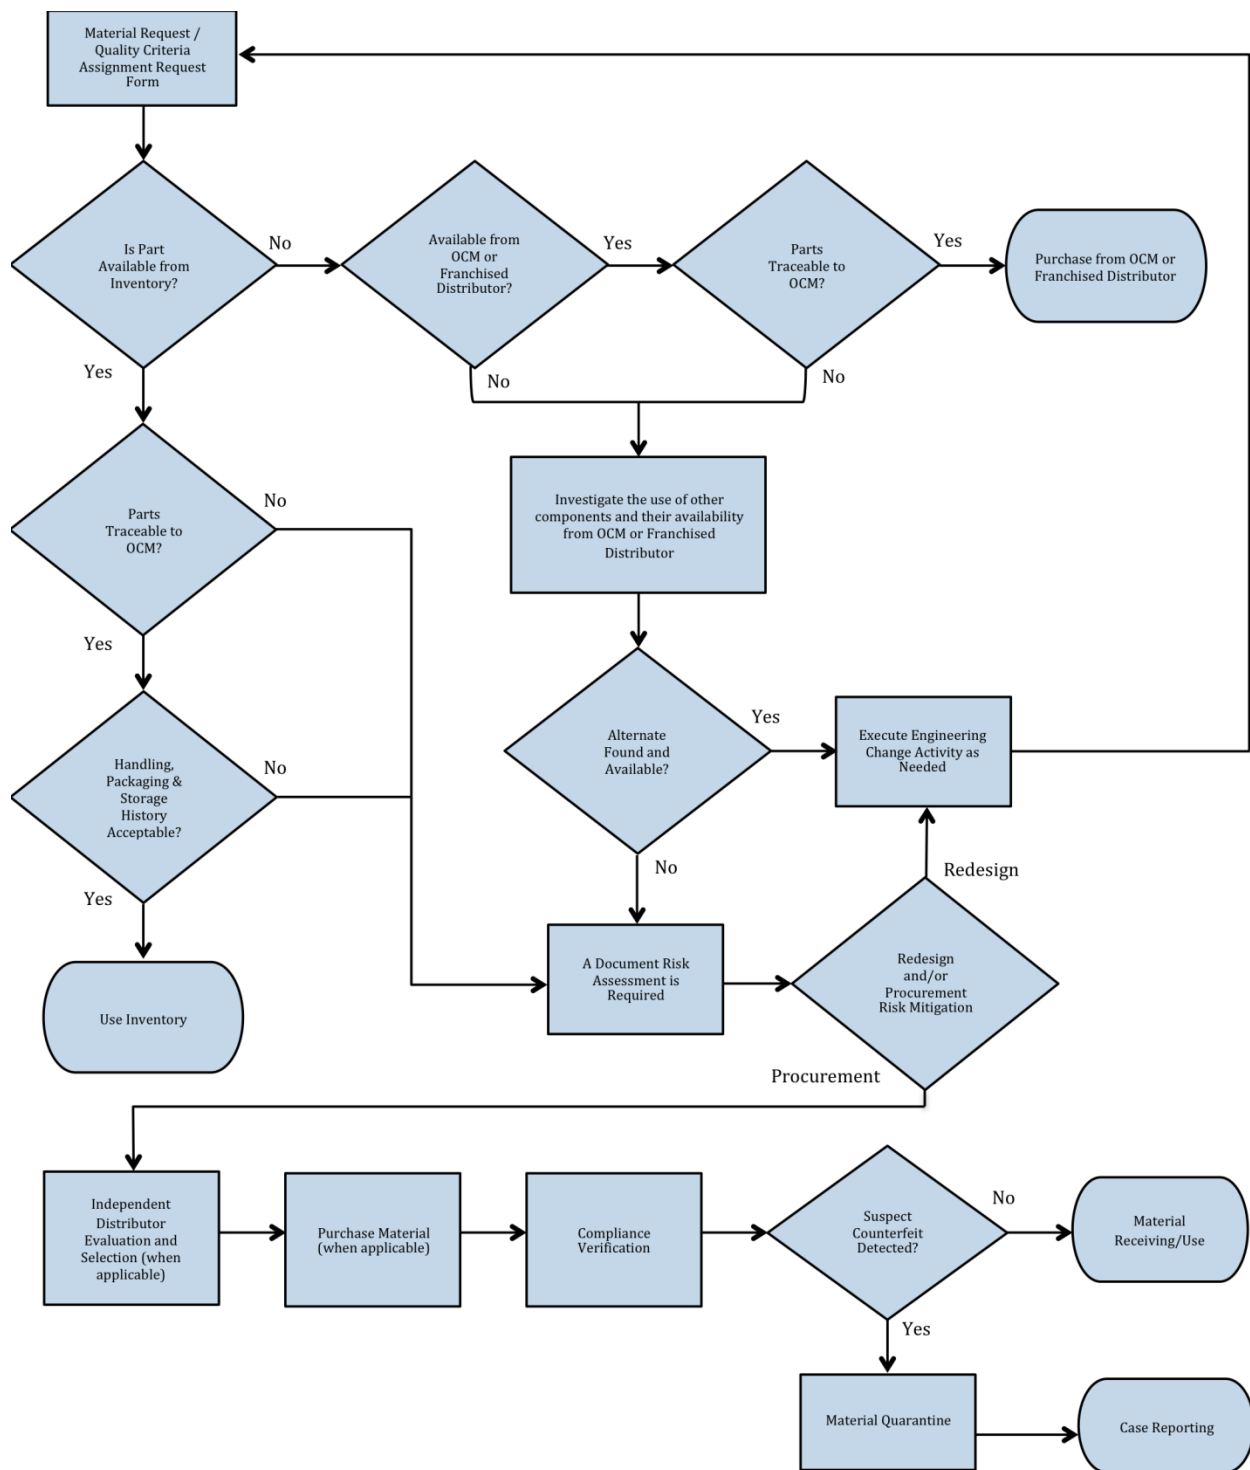 Material Request /
Quality Criteria
Assignment Request
Form
Is Part
Available from
Inventory?
No
Available from
OCM or
Franchised
Distributor?
Yes
Parts
Traceable to
OCM?
Yes
Purchase from OCM or
Franchised Distributor
Yes
No
No
Parts
Traceable to
OCM?
No
Investigate the use of other
components and their availability
from OCM or Franchised
Distributor
Yes
Handling,
Packaging &
Storage
History
Acceptable?
No
Alternate
Found and
Available?
Yes
Execute Engineering
Change Activity as
Needed
Yes
No
Redesign
Use Inventory
A Document Risk
Assessment is
Required
Redesign
and/or
Procurement
Risk Mitigation
Procurement
Independent
Distributor
Evaluation and
Selection (when
applicable)
Purchase Material
(when applicable)
Compliance
Verification
Suspect
Counterfeit
Detected?
No
Material
Receiving/Use
Yes
Material Quarantine
Case Reporting